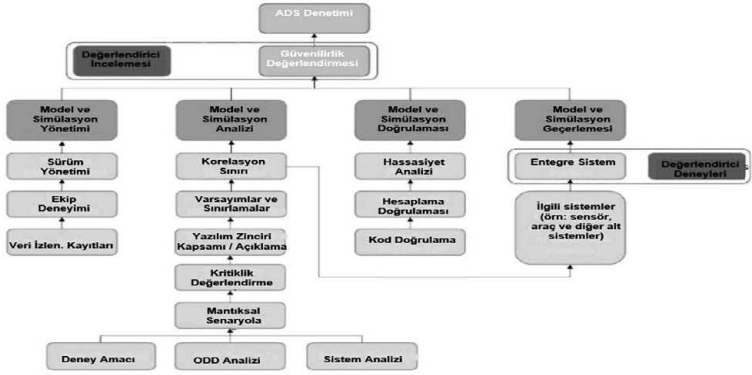 ADS Denetimi
Değerlendirici
İncelemesi
Güvenilirlik
Değerlendirmesi
Model ve
Simülasyon
Yönetimi
Model ve
Simülasyon
Analizi
Model ve
Simülasyon
Doğrulaması
Model ve
Simülasyon
Geçerlemesi
Sürüm
Yönetimi
Korelasyon
Sınırı
Hassasiyet
Analizi
Entegre Sistem
Değerlendirici
Deneyleri
Ekip
Deneyimi
Varsayımlar ve
Sınırlamalar
Hesaplama
Doğrulaması
İlgili sistemler
(örn: sensör,
araç ve diğer alt
sistemler)
Veri İzlen. Kayıtları
Yazılım Zinciri
Kapsamı / Açıklama
Kod Doğrulama
Kritiklik
Değerlendirme
Mantıksal
Senaryola
Deney Amacı
ODD Analizi
Sistem Analizi